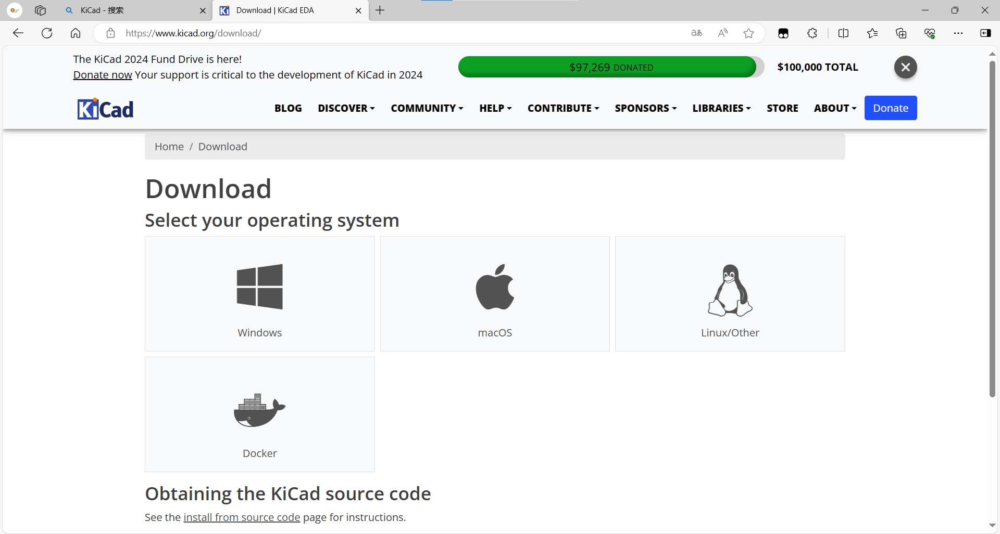 KiCad - 搜索
Download | KiCad EDA
https://www.kicad.org/download/
The KiCad 2024 Fund Drive is here!
Donate now Your support is critical to the development of KiCad in 2024
$97,269 DONATED
$100,000 TOTAL
KiCad
BLOG DISCOVER COMMUNITY HELP CONTRIBUTE SPONSORS LIBRARIES STORE ABOUT Donate
Home / Download
Download
Select your operating system
Windows
macOS
Linux/Other
Docker
Obtaining the KiCad source code
See the install from source code page for instructions.